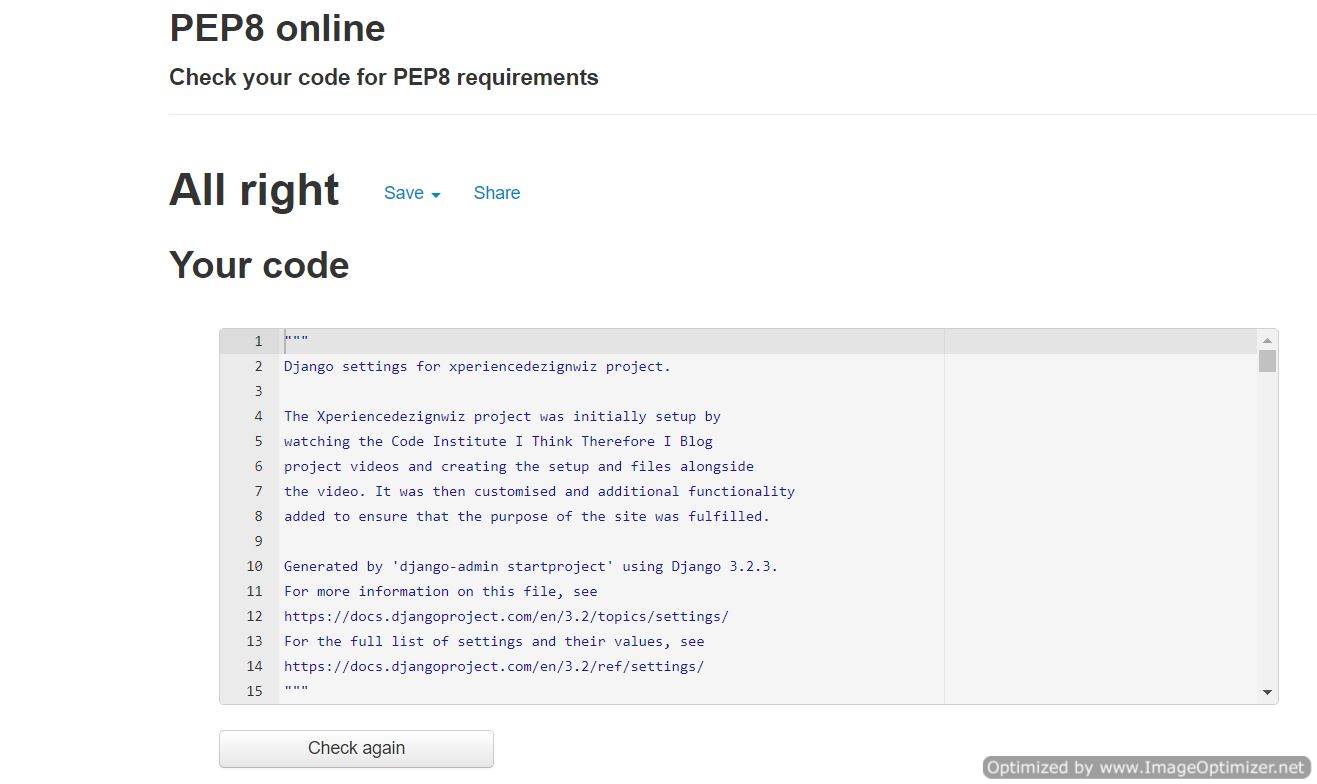 PEP8 online
Check your code for PEP8 requirements
All right Save Share
Your code
1 """
2 Django settings for xperiencedezignwiz project.
3
4 The Xperiencedezignwiz project was initially setup by
5 watching the Code Institute I Think Therefore I Blog
6 project videos and creating the setup and files alongside
7 the video. It was then customised and additional functionality
8 added to ensure that the purpose of the site was fulfilled.
9
10 Generated by 'django-admin startproject' using Django 3.2.3.
11 For more information on this file, see
12 https://docs.djangoproject.com/en/3.2/topics/settings/
13 For the full list of settings and their values, see
14 https://docs.djangoproject.com/en/3.2/ref/settings/
15 """
Check again
Optimized by www.ImageOptimizer.net